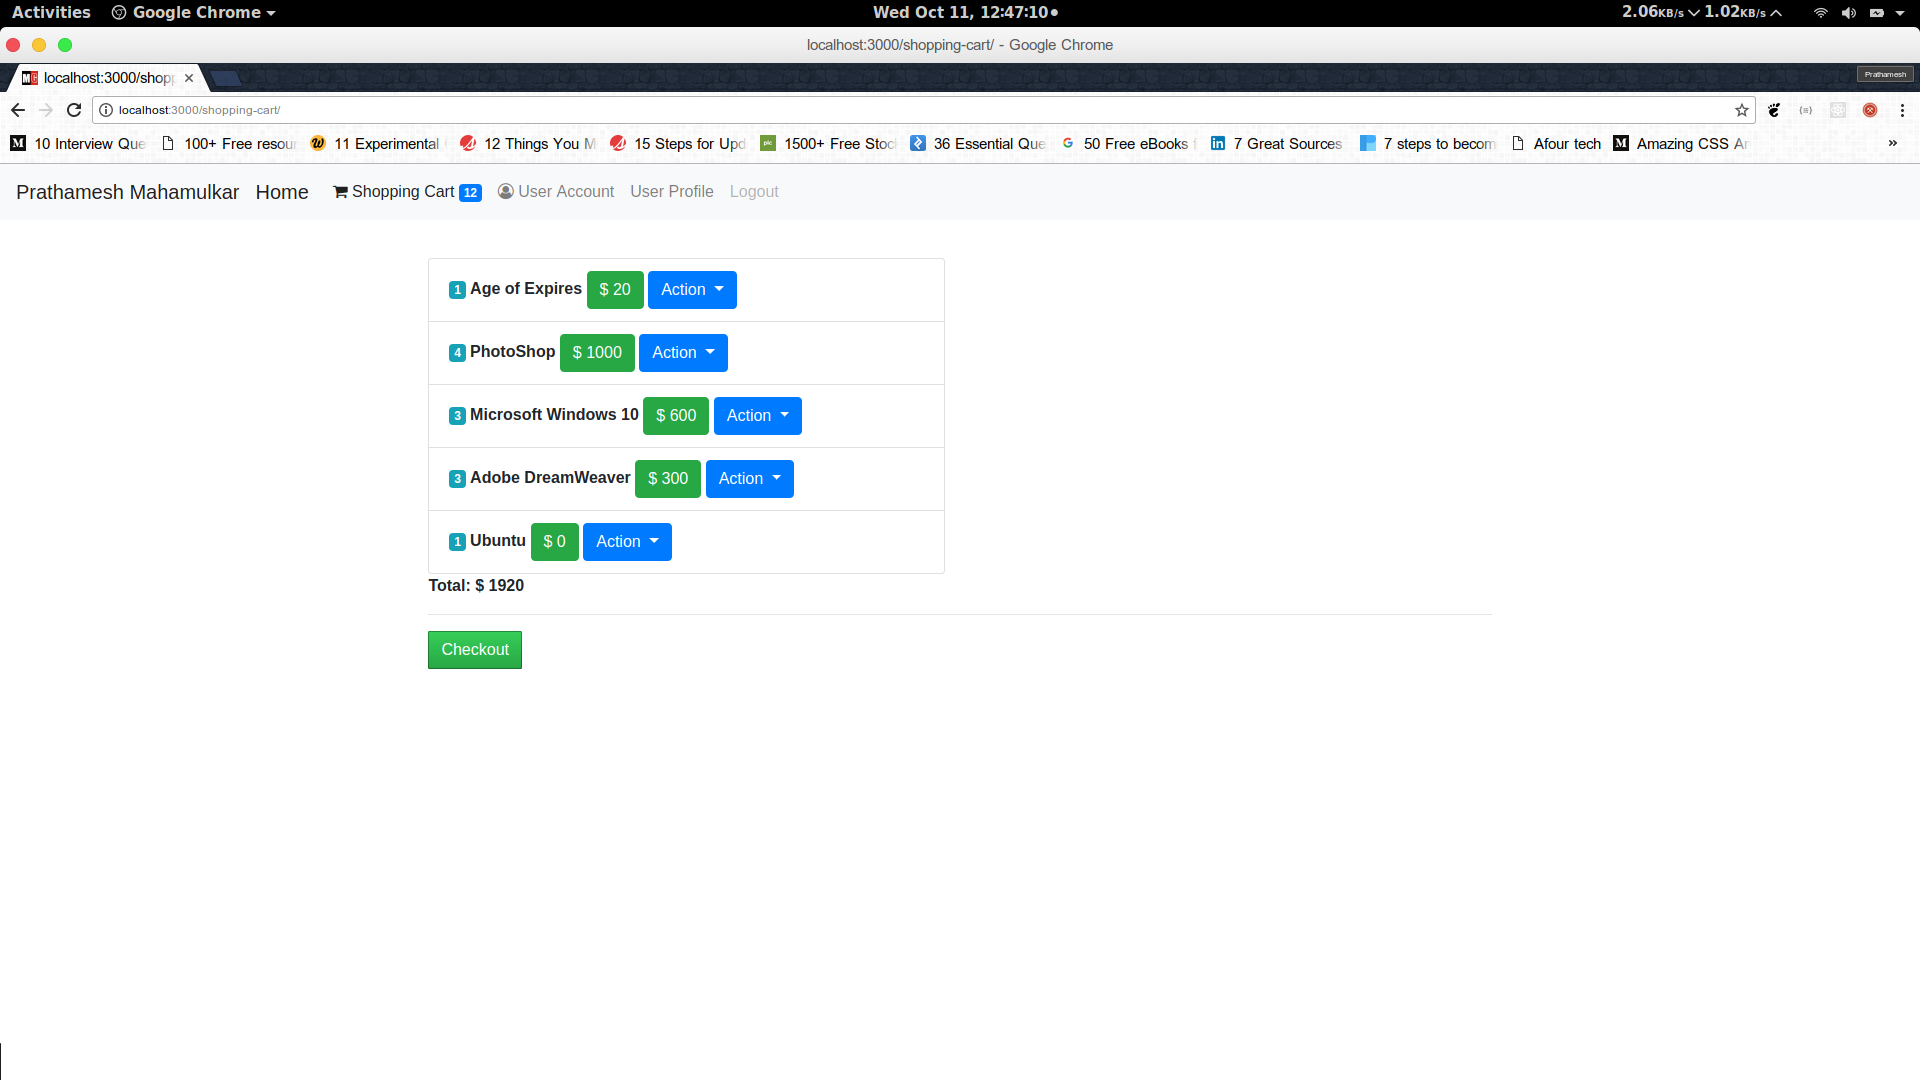 Activities Google Chrome Wed Oct 11, 12:47:10 2.06KB/s 1.02KB/s
localhost:3000/shopping-cart/ - Google Chrome
localhost:3000/shopp Prathamesh
localhost:3000/shopping-cart/
10 Interview Que 100+ Free resour 11 Experimental 12 Things You M 15 Steps for Upd 1500+ Free Stoc 36 Essential Que 50 Free eBooks f 7 Great Sources 7 steps to becom Afour tech Amazing CSS An »
Prathamesh Mahamulkar Home Shopping Cart 12 User Account User Profile Logout
1 Age of Expires $ 20 Action
4 PhotoShop $ 1000 Action
3 Microsoft Windows 10 $ 600 Action
3 Adobe DreamWeaver $ 300 Action
1 Ubuntu $ 0 Action
Total: $ 1920
Checkout